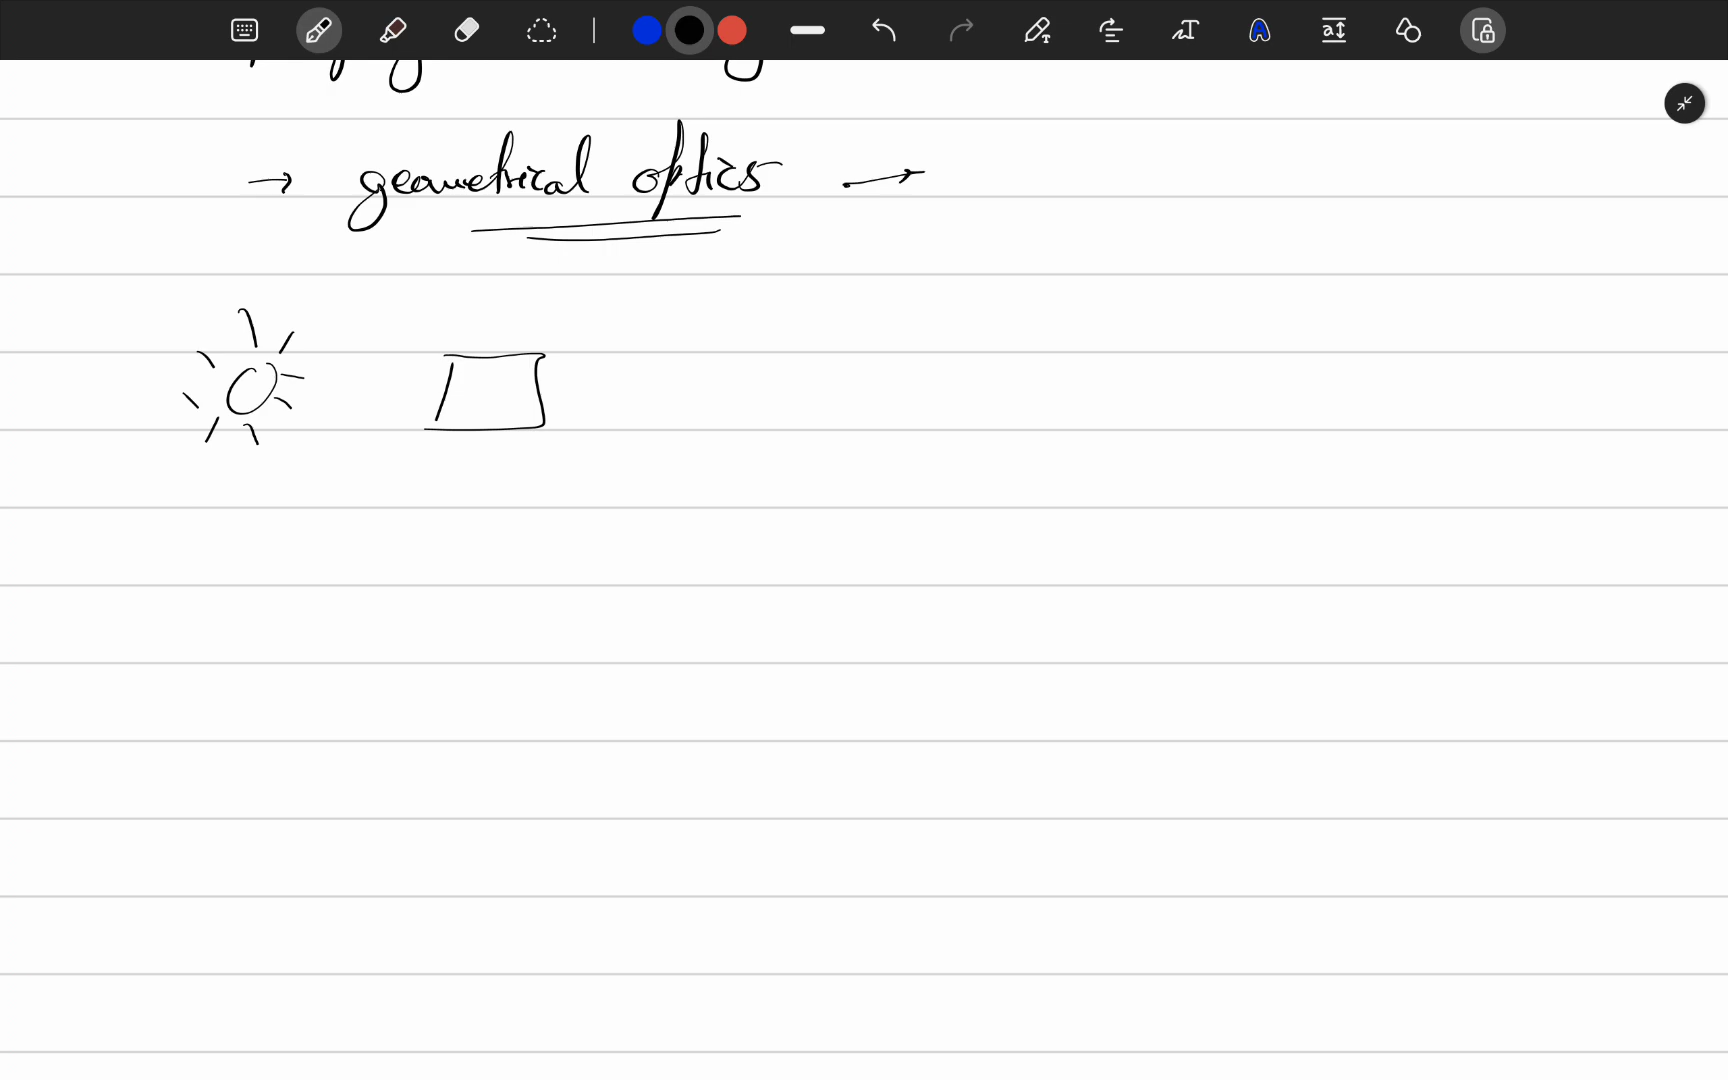 → geometrical optics →